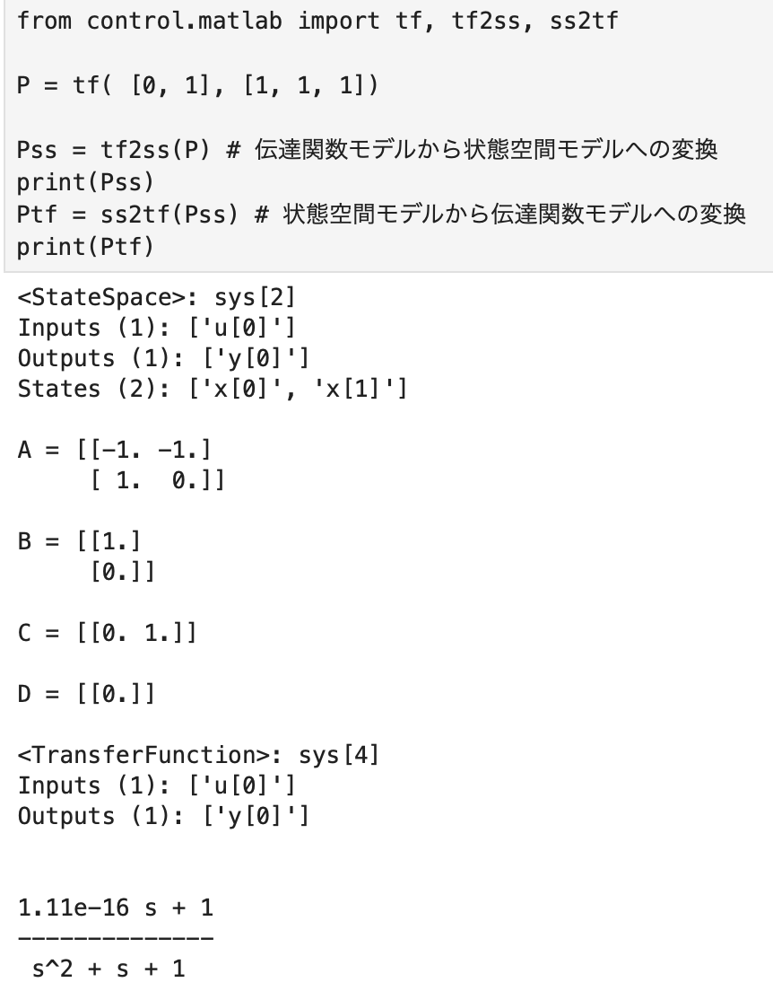 from control.matlab import tf, tf2ss, ss2tf
P = tf( [0, 1], [1, 1, 1])
Pss = tf2ss(P) # 伝達関数モデルから状態空間モデルへの変換
print(Pss)
Ptf = ss2tf(Pss) # 状態空間モデルから伝達関数モデルへの変換
print(Ptf)
<StateSpace>: sys[2]
Inputs (1): ['u[0]']
Outputs (1): ['y[0]']
States (2): ['x[0]', 'x[1]']
A = [[-1. -1.]
     [ 1.  0.]]
B = [[1.]
     [0.]]
C = [[0. 1.]]
D = [[0.]]
<TransferFunction>: sys[4]
Inputs (1): ['u[0]']
Outputs (1): ['y[0]']
1.11e-16 s + 1
--------------
 s^2 + s + 1